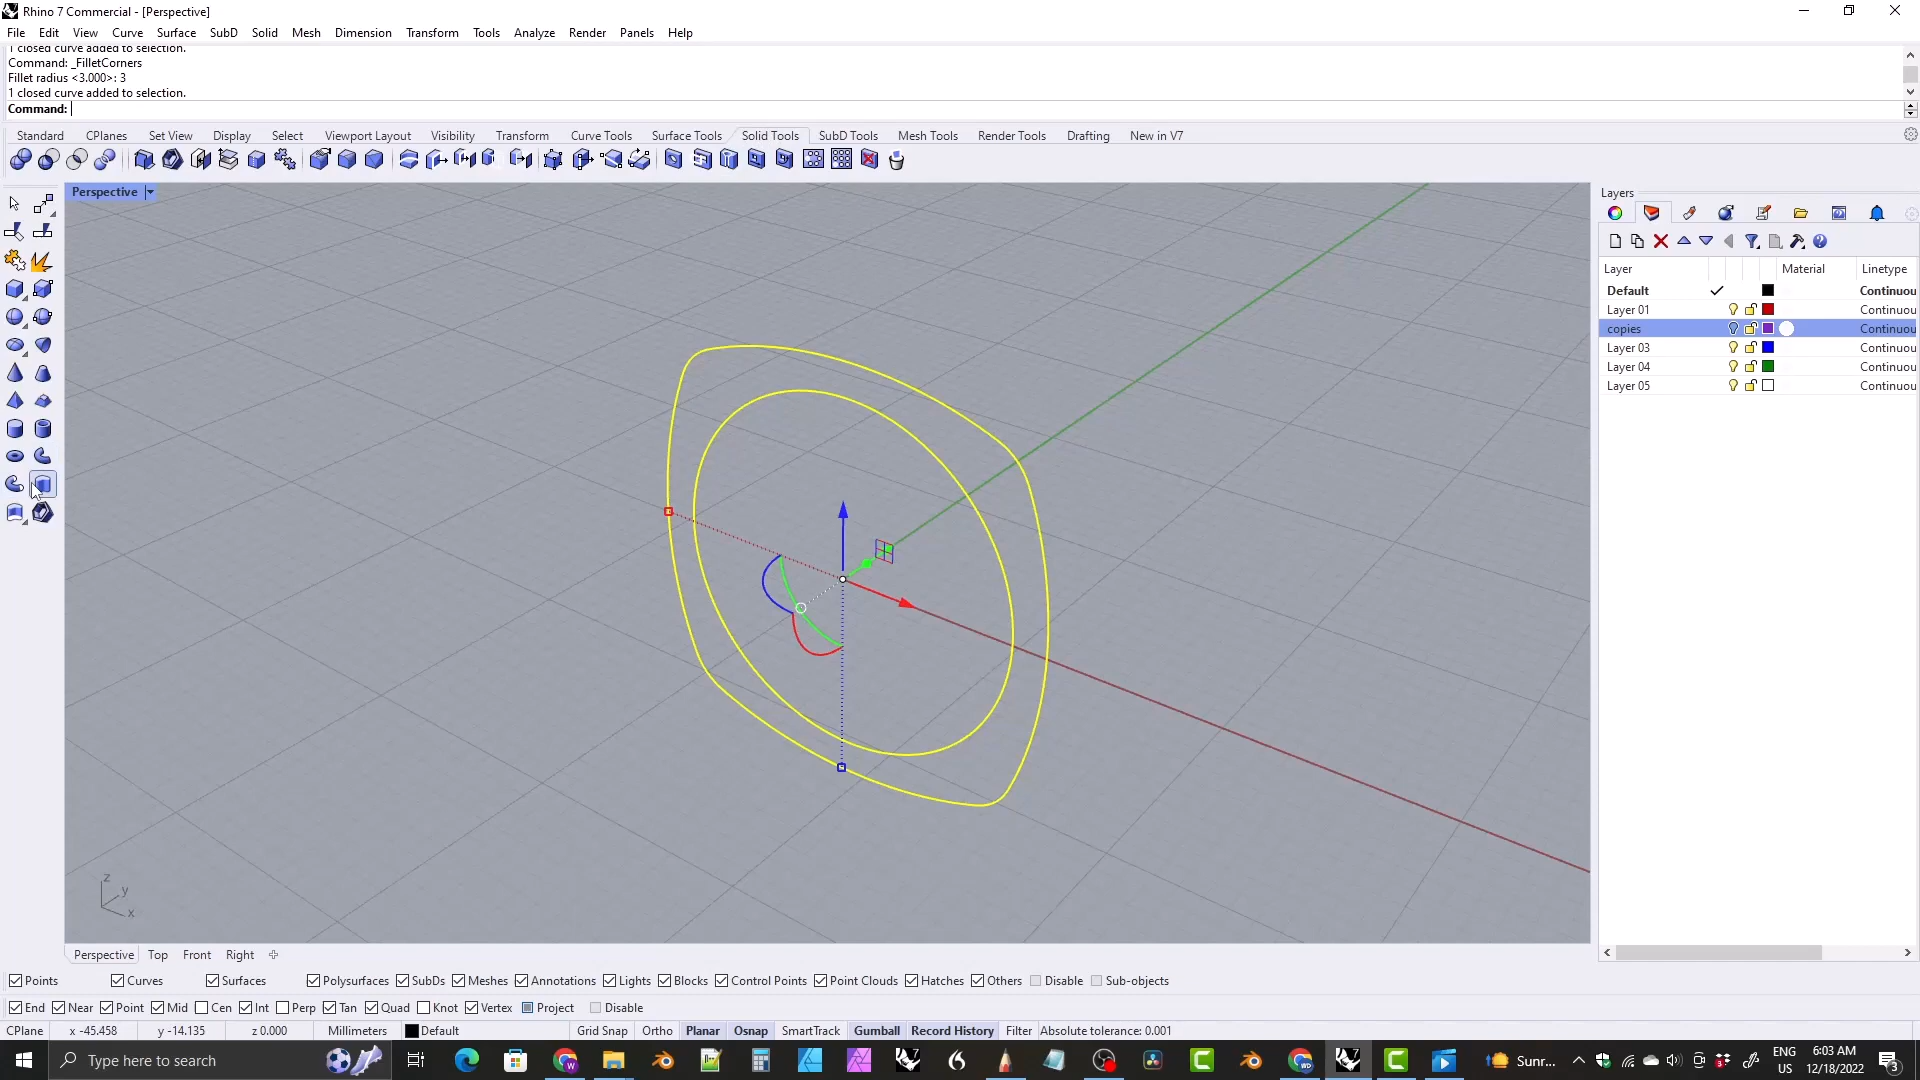 Rhino 7 Commercial - [Perspective]
File Edit View Curve Surface SubD Solid Mesh Dimension Transform Tools Analyze Render Panels Help
1 closed curve added to selection.
Command: _FilletCorners
Fillet radius <3.000>: 3
1 closed curve added to selection.
Command:
Standard CPlanes Set View Display Select Viewport Layout Visibility Transform Curve Tools Surface Tools Solid Tools SubD Tools Mesh Tools Render Tools Drafting New in V7
Perspective
Layers
Layer Material Linetype
Default Continuou
Layer 01 Continuou
copies Continuou
Layer 03 Continuou
Layer 04 Continuou
Layer 05 Continuou
z
y
x
Perspective Top Front Right
Points Curves Surfaces Polysurfaces SubDs Meshes Annotations Lights Blocks Control Points Point Clouds Hatches Others Disable Sub-objects
End Near Point Mid Cen Int Perp Tan Quad Knot Vertex Project Disable
CPlane x -45.458 y -14.135 z 0.000 Millimeters Default Grid Snap Ortho Planar Osnap SmartTrack Gumball Record History Filter Absolute tolerance: 0.001
Type here to search
Sunr...
ENG
US
6:03 AM
12/18/2022
3